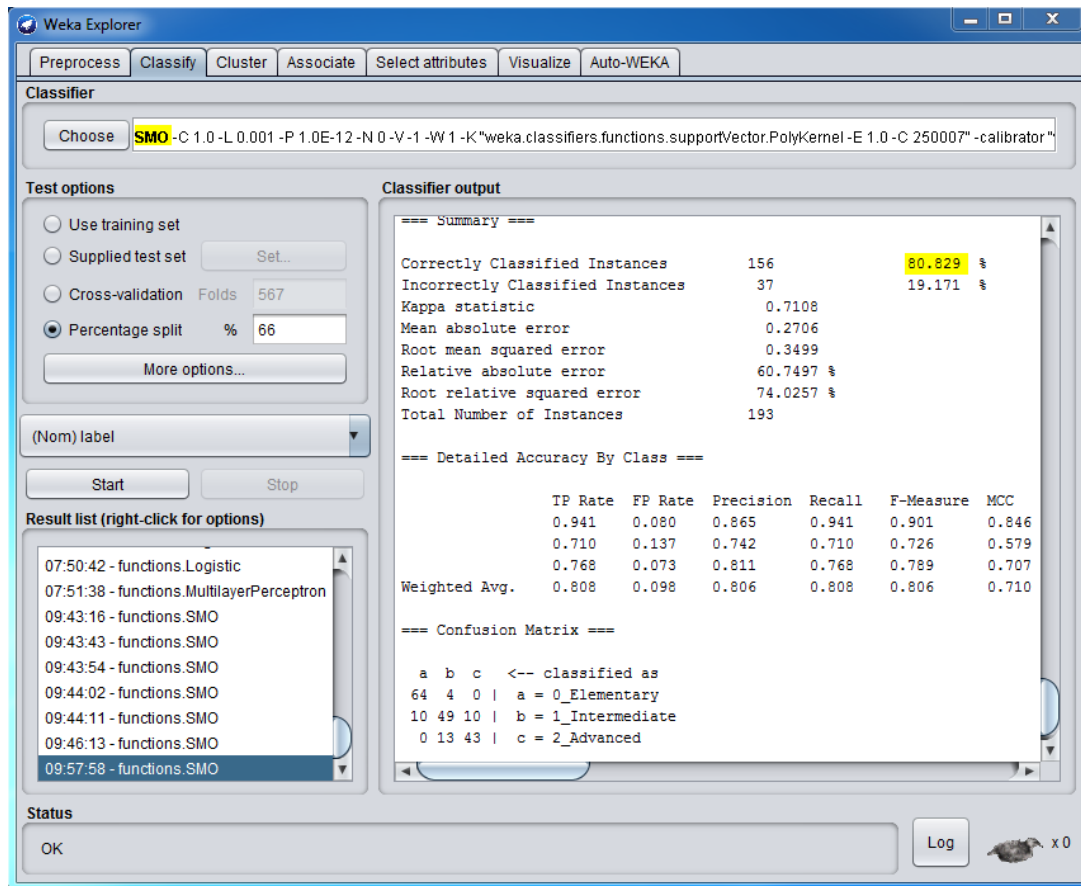 Weka Explorer
Preprocess Classify Cluster Associate Select attributes Visualize Auto-WEKA
Classifier
Choose SMO -C 1.0 -L 0.001 -P 1.0E-12 -N 0 -V -1 -W 1 -K "weka.classifiers.functions.supportVector.PolyKernel -E 1.0 -C 250007" -calibrator "
Test options
Use training set
Supplied test set Set...
Cross-validation Folds 567
Percentage split % 66
More options...
(Nom) label
Start Stop
Result list (right-click for options)
07:50:42 - functions.Logistic
07:51:38 - functions.MultilayerPerceptron
09:43:16 - functions.SMO
09:43:43 - functions.SMO
09:43:54 - functions.SMO
09:44:02 - functions.SMO
09:44:11 - functions.SMO
09:46:13 - functions.SMO
09:57:58 - functions.SMO
Classifier output
=== Summary ===
Correctly Classified Instances 156 80.829 %
Incorrectly Classified Instances 37 19.171 %
Kappa statistic 0.7108
Mean absolute error 0.2706
Root mean squared error 0.3499
Relative absolute error 60.7497 %
Root relative squared error 74.0257 %
Total Number of Instances 193
=== Detailed Accuracy By Class ===
TP Rate FP Rate Precision Recall F-Measure MCC
0.941 0.080 0.865 0.941 0.901 0.846
0.710 0.137 0.742 0.710 0.726 0.579
0.768 0.073 0.811 0.768 0.789 0.707
Weighted Avg. 0.808 0.098 0.806 0.808 0.806 0.710
=== Confusion Matrix ===
a b c <-- classified as
64 4 0 | a = 0_Elementary
10 49 10 | b = 1_Intermediate
0 13 43 | c = 2_Advanced
Status
OK
Log x 0